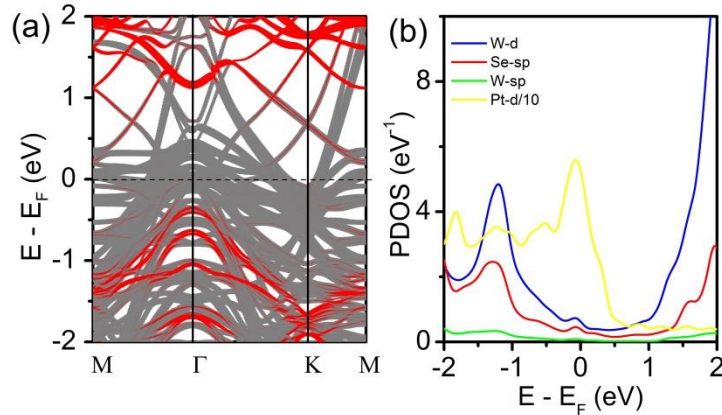 (a)
2
1
0
-1
-2
E - E_F (eV)
M
Γ
K
M
(b)
W-d
Se-sp
W-sp
Pt-d/10
8
4
0
PDOS (eV⁻¹)
-2
-1
0
1
2
E - E_F (eV)